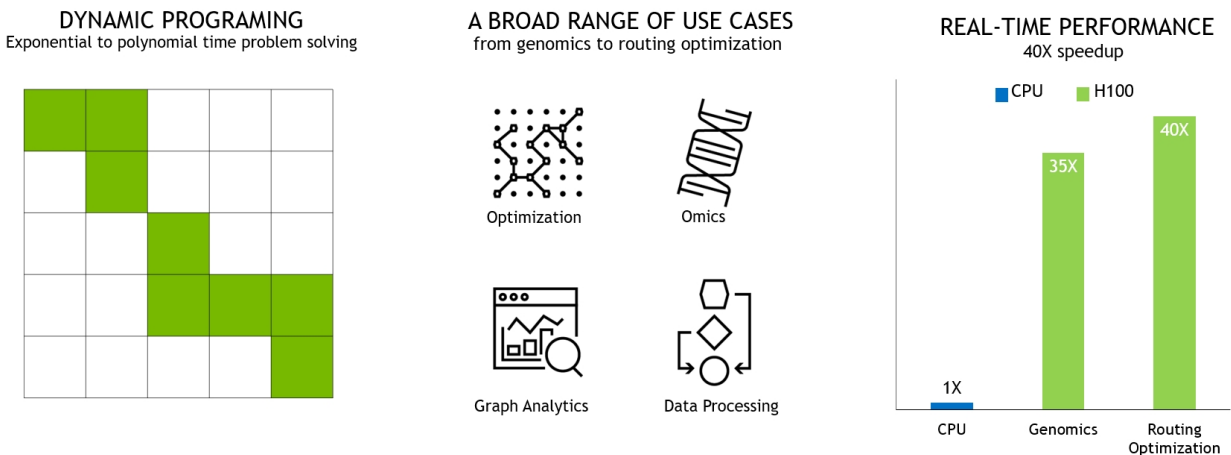 DYNAMIC PROGRAMING
Exponential to polynomial time problem solving
A BROAD RANGE OF USE CASES
from genomics to routing optimization
Optimization
Omics
Graph Analytics
Data Processing
REAL-TIME PERFORMANCE
40X speedup
CPU
H100
40X
35X
1X
CPU
Genomics
Routing
Optimization